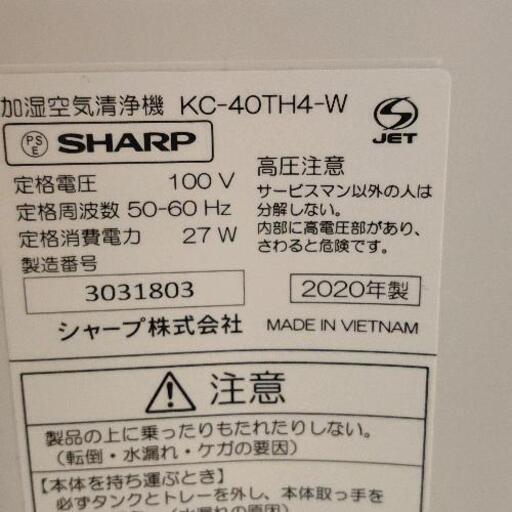 加湿空気清浄機 KC-40TH4-W
JET
PS
E
SHARP
定格電圧 100 V
定格周波数 50-60 Hz
定格消費電力 27 W
製造番号
3031803
高圧注意
サービスマン以外の人は
分解しない。
内部に高電圧部があり、
さわると危険です。
2020年製
シャープ株式会社 MADE IN VIETNAM
注意
製品の上に乗ったりもたれたりしない。
(転倒・水漏れ・ケガの要因)
【本体を持ち運ぶとき】
必ずタンクとトレーを外し、本体取っ手を